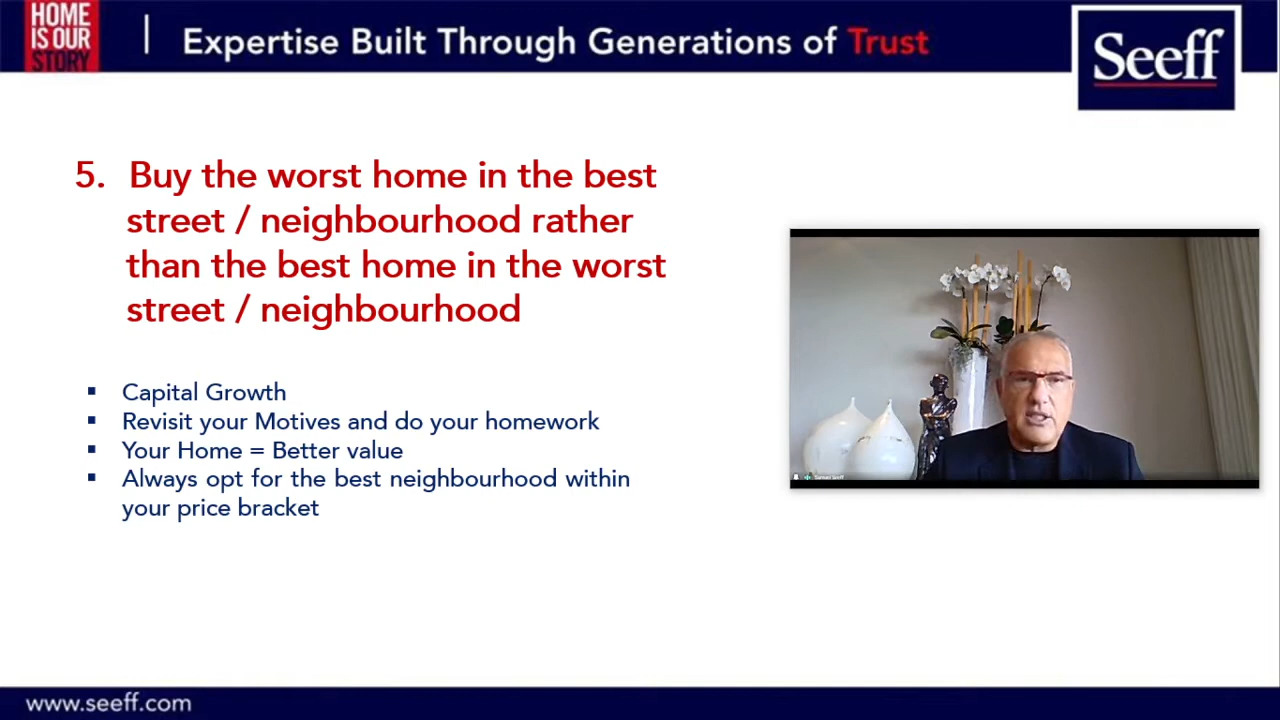 HOME
IS OUR
STORY
Expertise Built Through Generations of Trust
Seeff
5. Buy the worst home in the best
street / neighbourhood rather
than the best home in the worst
street / neighbourhood
▪ Capital Growth
▪ Revisit your Motives and do your homework
▪ Your Home = Better value
▪ Always opt for the best neighbourhood within
your price bracket
Samuel Seeff
www.seeff.com